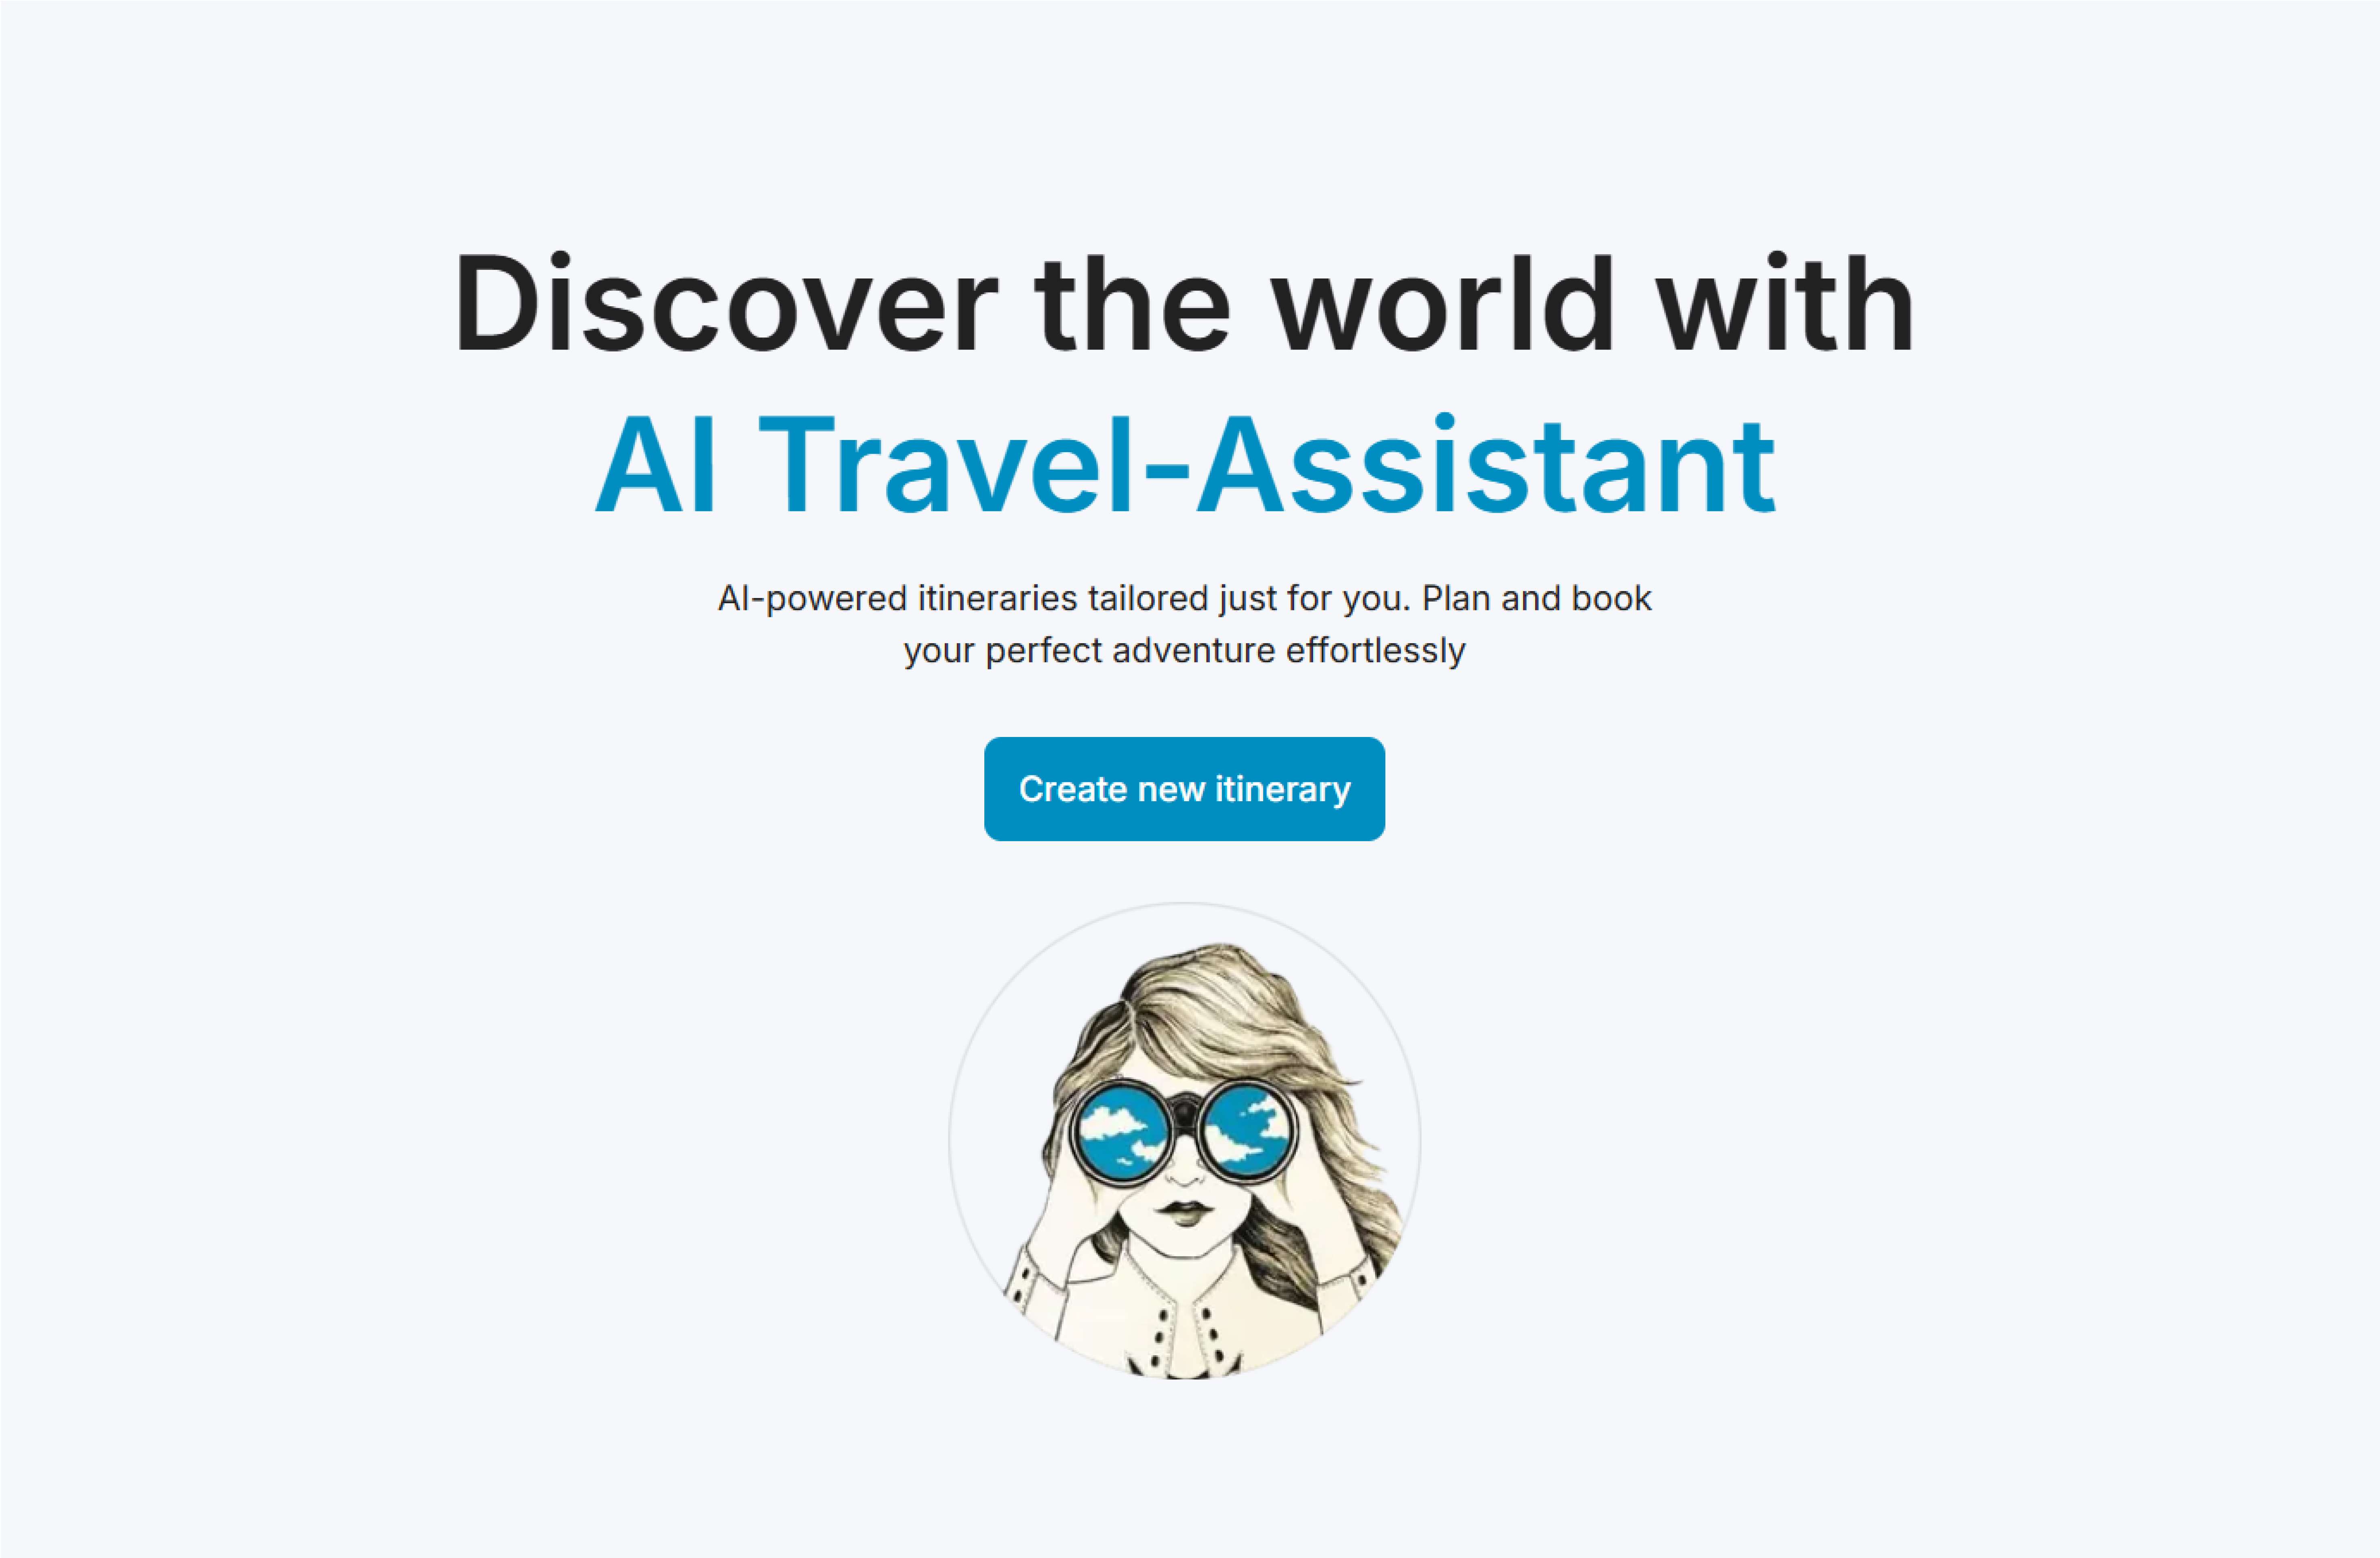 Discover the world with
AI Travel-Assistant
AI-powered itineraries tailored just for you. Plan and book
your perfect adventure effortlessly
Create new itinerary